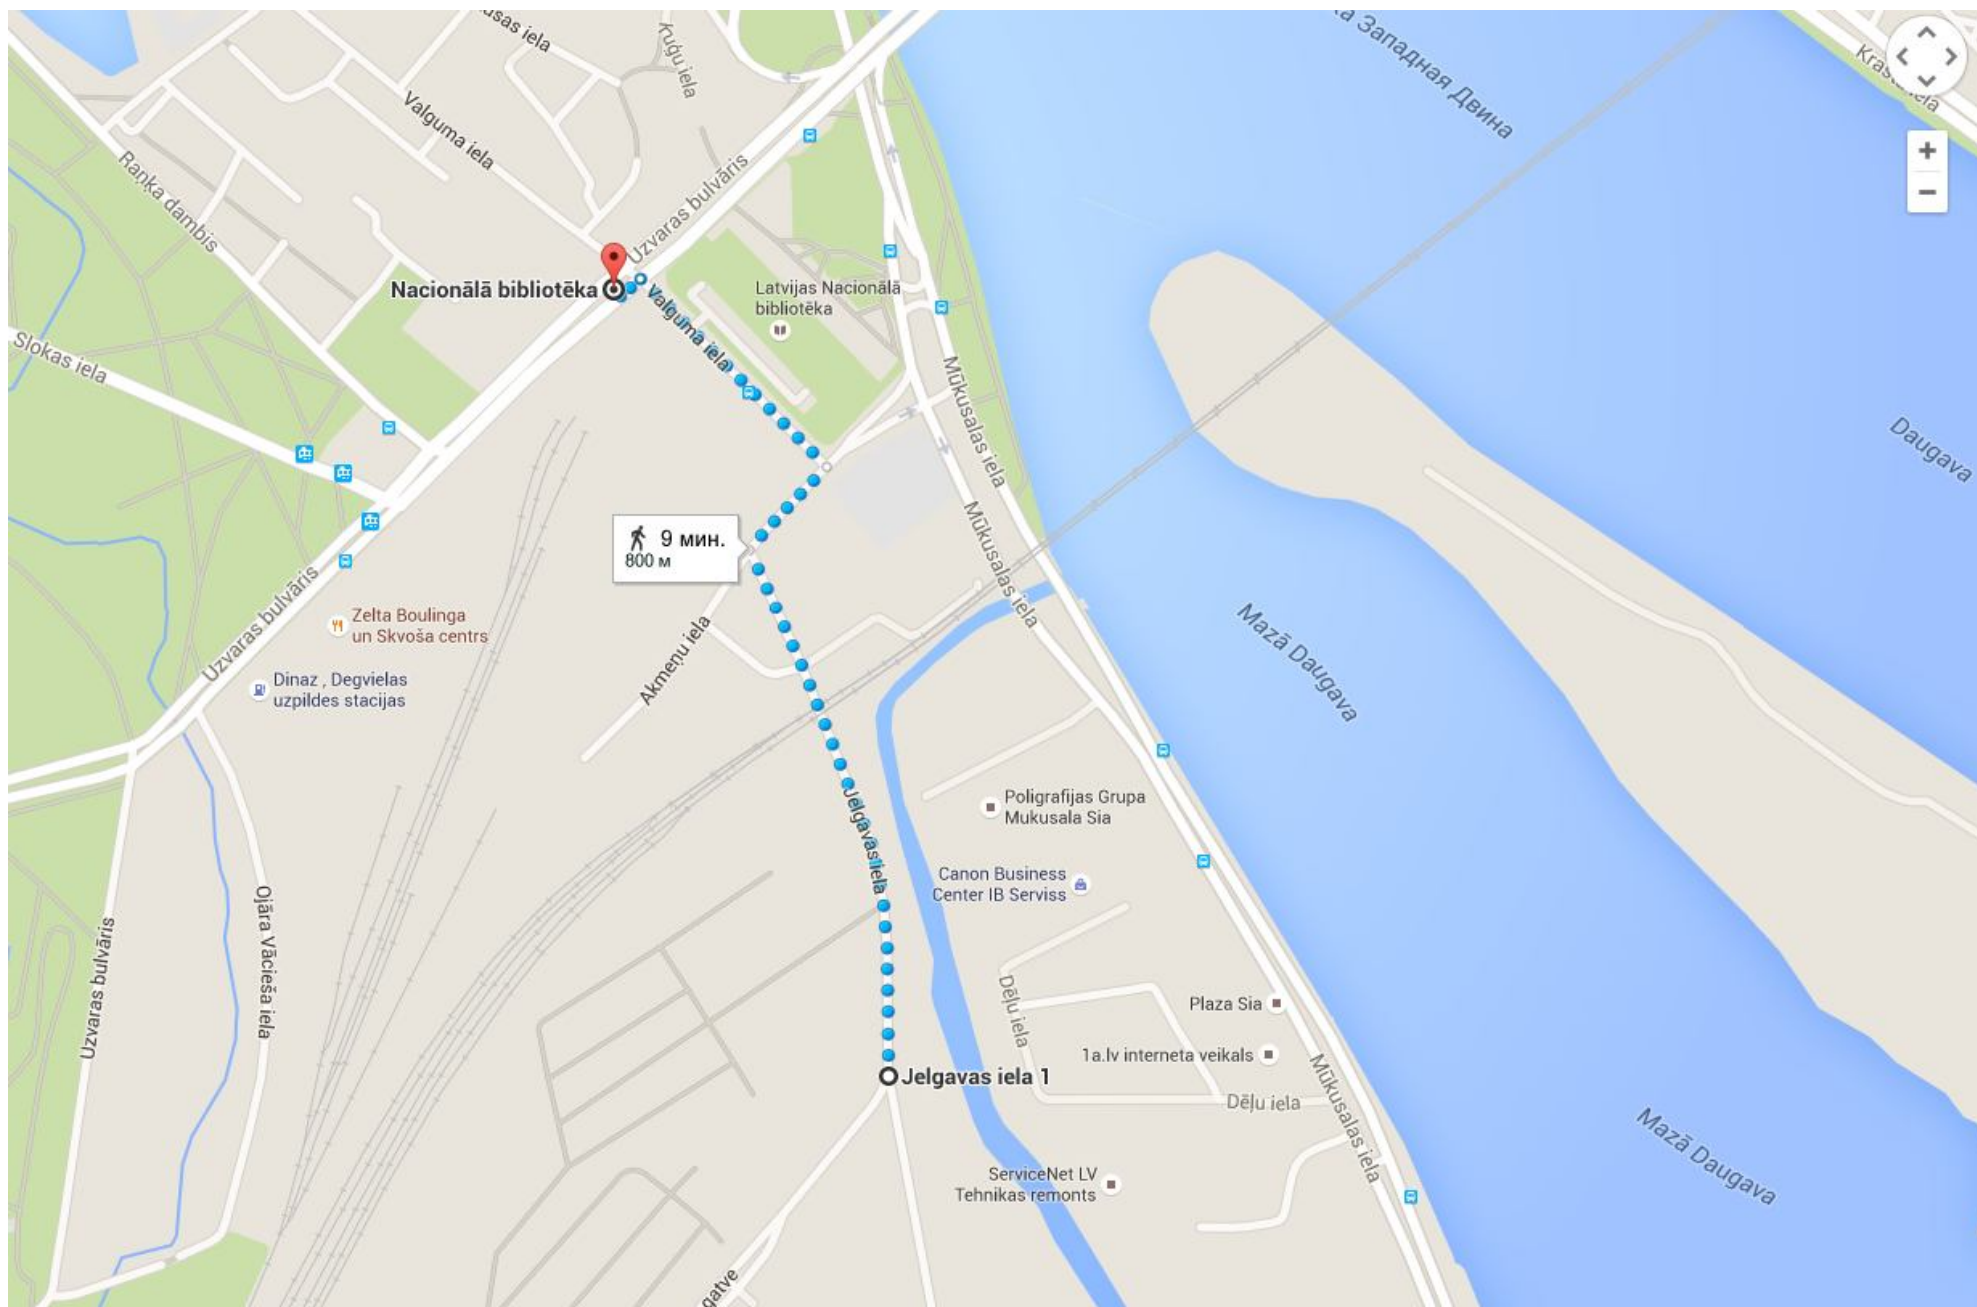 iela
Kuģu iela
Западная Двина
Valguma iela
Raņka dambis
Uzvaras bulvāris
Nacionālā bibliotēka
Valguma iela
Latvijas Nacionālā
bibliotēka
Slokas iela
Mūkusalas iela
Daugava
9 мин.
800 м
Mūkusalas iela
Uzvaras bulvāris
Zelta Boulinga
un Skvoša centrs
Akmeņu iela
Mazā Daugava
Dinaz , Degvielas
uzpildes stacijas
Jelgavas iela
Poligrafijas Grupa
Mukusala Sia
Canon Business
Center IB Serviss
Ojāra Vācieša iela
Uzvaras bulvāris
Dēļu iela
Plaza Sia
1a.lv interneta veikals
Jelgavas iela 1
Dēļu iela
Mūkusalas iela
Mazā Daugava
ServiceNet LV
Tehnikas remonts
gatve